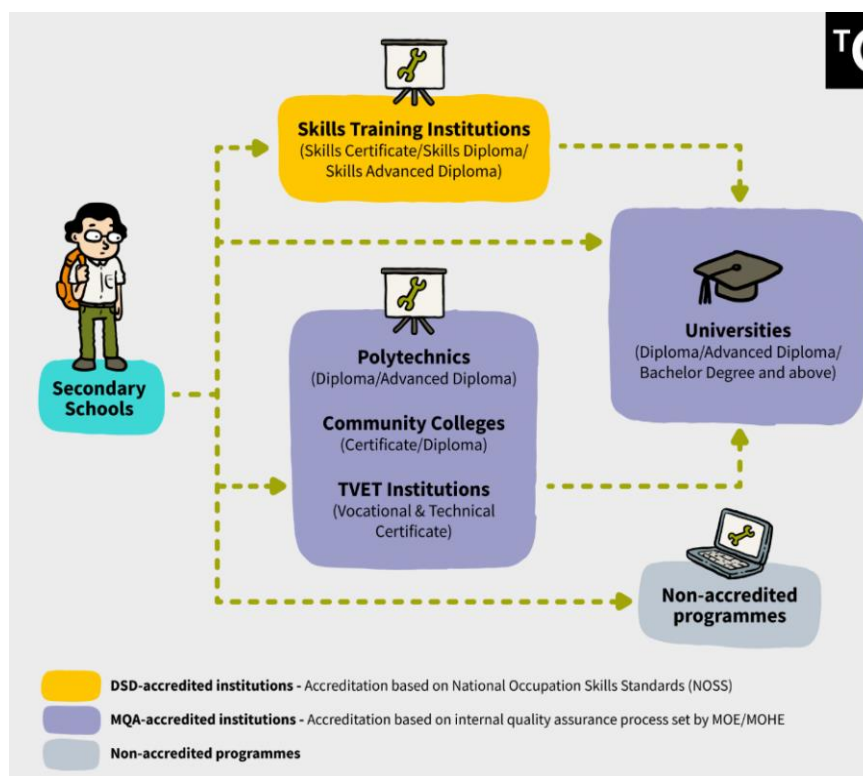 Skills Training Institutions
(Skills Certificate/Skills Diploma/
Skills Advanced Diploma)
Universities
(Diploma/Advanced Diploma/
Bachelor Degree and above)
Polytechnics
(Diploma/Advanced Diploma)
Community Colleges
(Certificate/Diploma)
TVET Institutions
(Vocational & Technical
Certificate)
Secondary
Schools
Non-accredited
programmes
DSD-accredited institutions - Accreditation based on National Occupation Skills Standards (NOSS)
MQA-accredited institutions - Accreditation based on internal quality assurance process set by MOE/MOHE
Non-accredited programmes